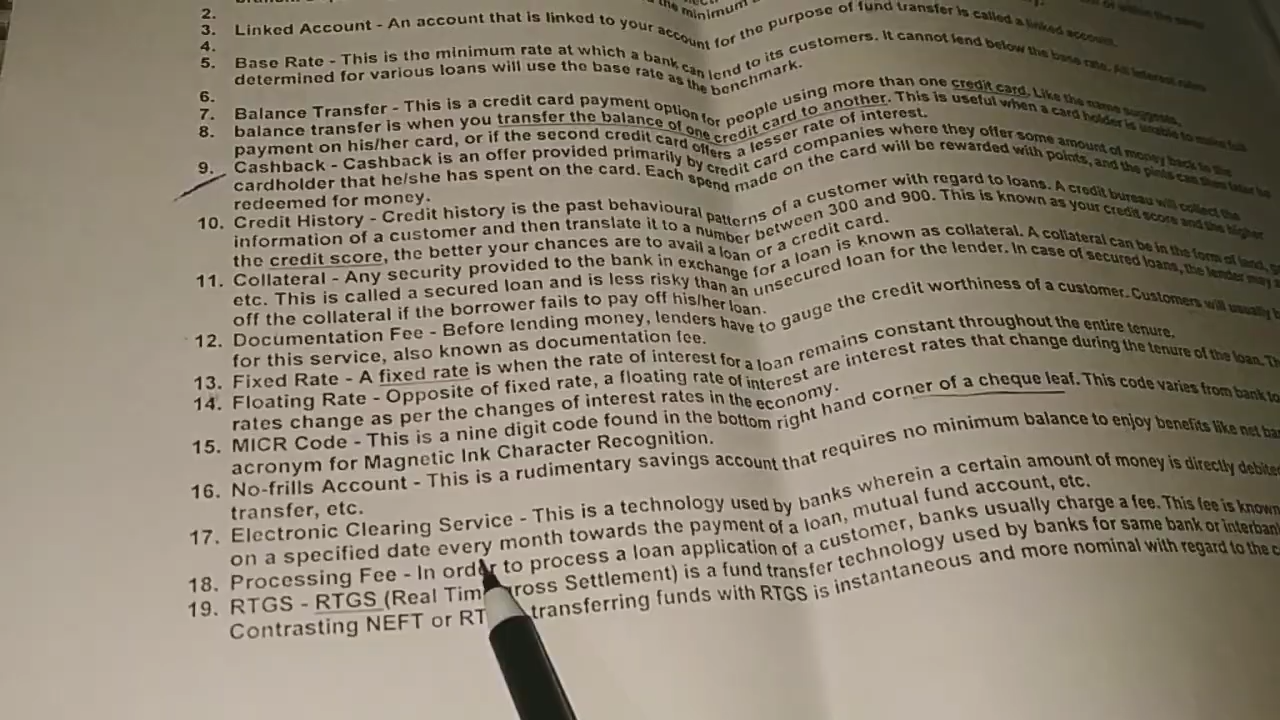 the minimum
2.
3. Linked Account - An account that is linked to your account for the purpose of fund transfer is called a linked account.
4.
5. Base Rate - This is the minimum rate at which a bank can lend to its customers. It cannot lend below the base rate. All interest rates
determined for various loans will use the base rate as the benchmark.
6.
7. Balance Transfer - This is a credit card payment option for people using more than one credit card. Like the name suggests,
8. balance transfer is when you transfer the balance of one credit card to another. This is useful when a card holder is unable to make full
payment on his/her card, or if the second credit card offers a lesser rate of interest.
9. Cashback - Cashback is an offer provided primarily by credit card companies where they offer some amount of money back to the
cardholder that he/she has spent on the card. Each spend made on the card will be rewarded with points, and the pints can then later be
redeemed for money.
10. Credit History - Credit history is the past behavioural patterns of a customer with regard to loans. A credit bureau will collect the
information of a customer and then translate it to a number between 300 and 900. This is known as your credit score and the higher
the credit score, the better your chances are to avail a loan or a credit card.
11. Collateral - Any security provided to the bank in exchange for a loan is known as collateral. A collateral can be in the form of land,
etc. This is called a secured loan and is less risky than an unsecured loan for the lender. In case of secured loans, the lender may
off the collateral if the borrower fails to pay off his/her loan.
12. Documentation Fee - Before lending money, lenders have to gauge the credit worthiness of a customer. Customers will usually
for this service, also known as documentation fee.
13. Fixed Rate - A fixed rate is when the rate of interest for a loan remains constant throughout the entire tenure.
14. Floating Rate - Opposite of fixed rate, a floating rate of interest are interest rates that change during the tenure of the loan.
rates change as per the changes of interest rates in the economy.
15. MICR Code - This is a nine digit code found in the bottom right hand corner of a cheque leaf. This code varies from bank to
acronym for Magnetic Ink Character Recognition.
16. No-frills Account - This is a rudimentary savings account that requires no minimum balance to enjoy benefits like net
transfer, etc.
17. Electronic Clearing Service - This is a technology used by banks wherein a certain amount of money is directly debited
on a specified date every month towards the payment of a loan, mutual fund account, etc.
18. Processing Fee - In order to process a loan application of a customer, banks usually charge a fee. This fee is known
19. RTGS - RTGS (Real Tim ross Settlement) is a fund transfer technology used by banks for same bank or interbank
Contrasting NEFT or RT transferring funds with RTGS is instantaneous and more nominal with regard to the